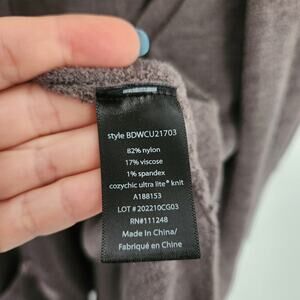 style BDWCU21703
82% nylon
17% viscose
1% spandex
cozychic ultra lite® knit
A188153
LOT # 202210CG03
RN#111248
Made In China/
Fabriqué en Chine